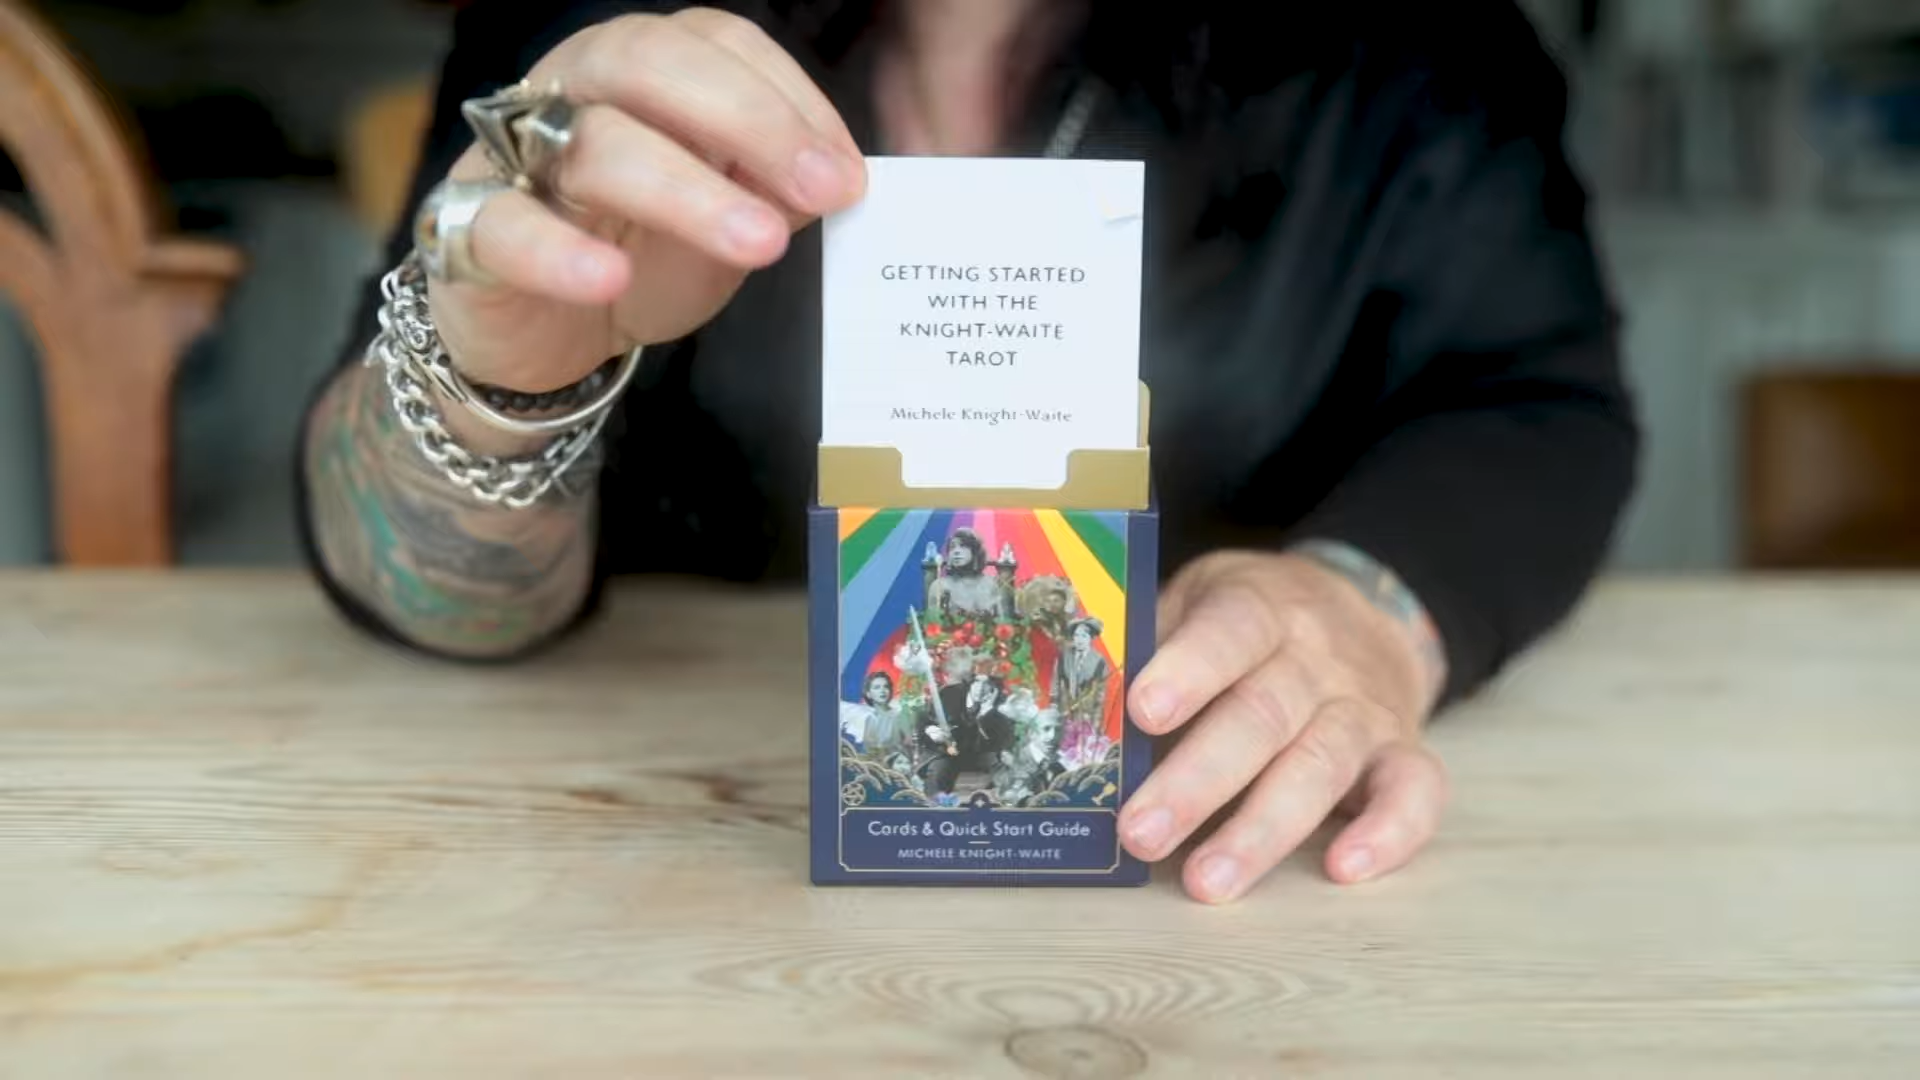 GETTING STARTED
WITH THE
KNIGHT-WAITE
TAROT
Michele Knight-Waite
Cards & Quick Start Guide
MICHELE KNIGHT-WAITE